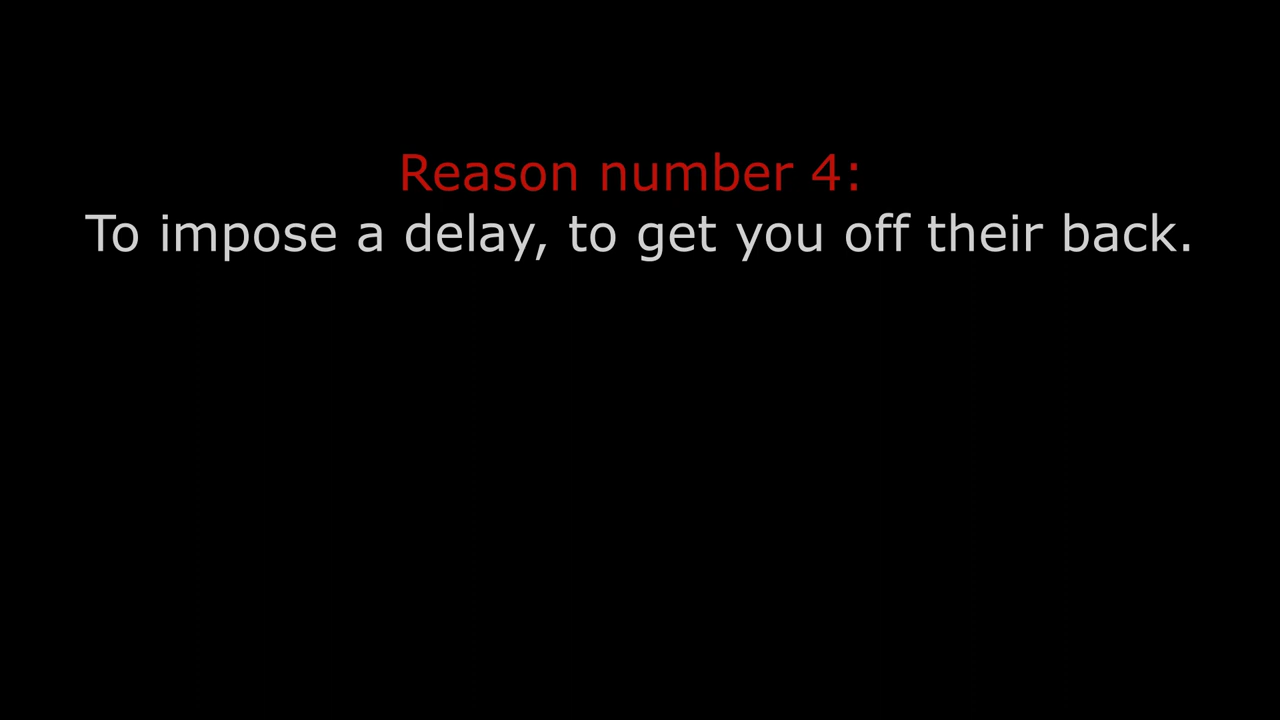 Reason number 4:
To impose a delay, to get you off their back.